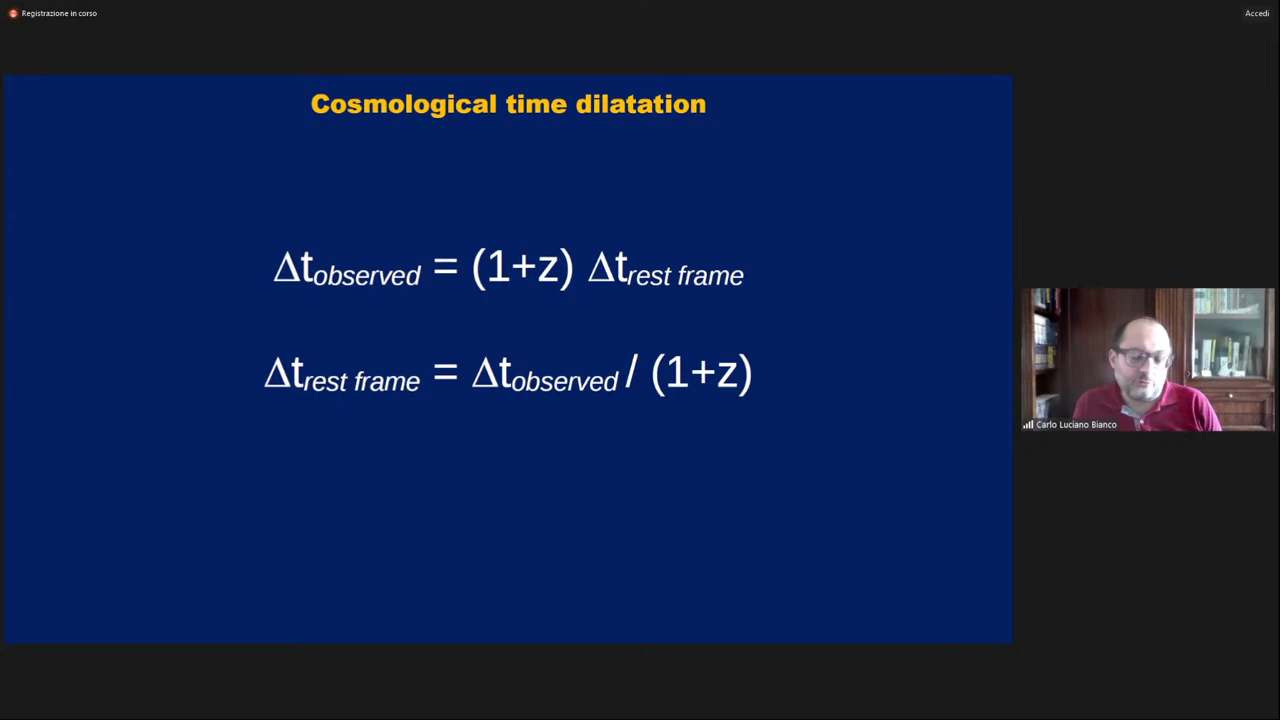 Registrazione in corso
Accedi
Cosmological time dilatation
Δtobserved = (1+z) Δtrest frame
Δtrest frame = Δtobserved / (1+z)
Carlo Luciano Bianco